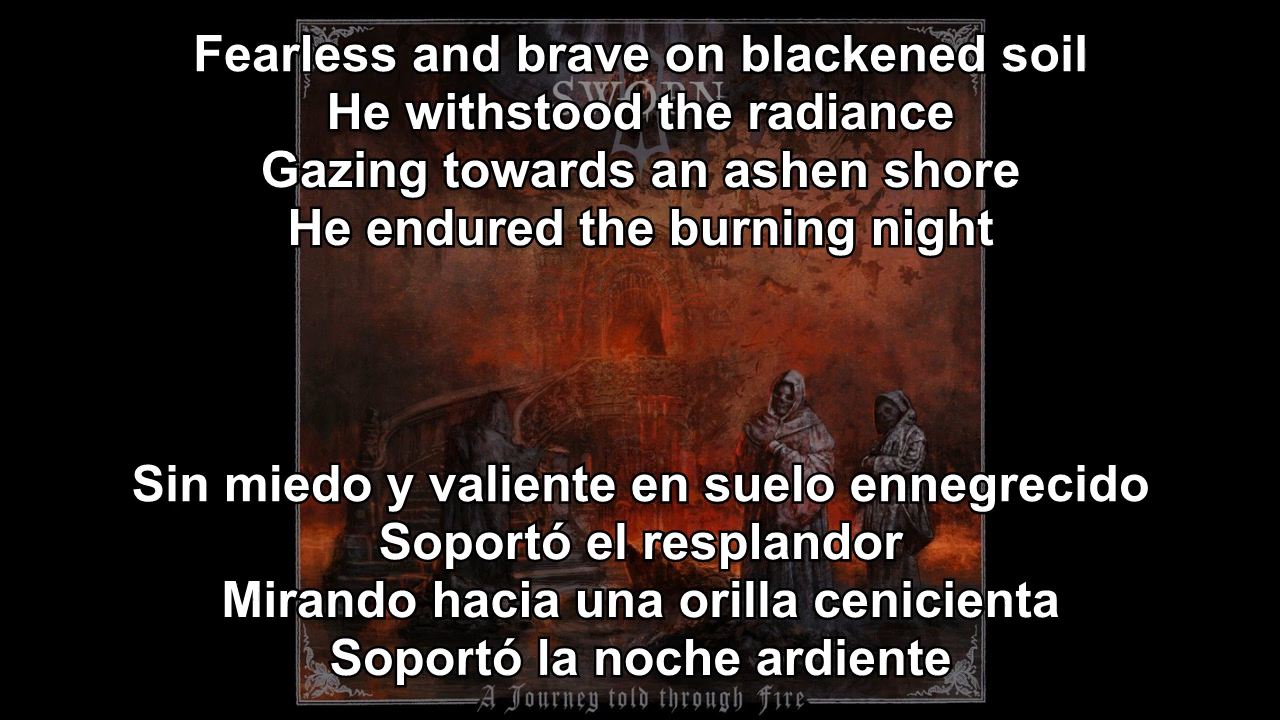 Fearless and brave on blackened soil
SWORN
He withstood the radiance
Gazing towards an ashen shore
He endured the burning night
Sin miedo y valiente en suelo ennegrecido
Soportó el resplandor
Mirando hacia una orilla cenicienta
Soportó la noche ardiente
A Journey told through Fire